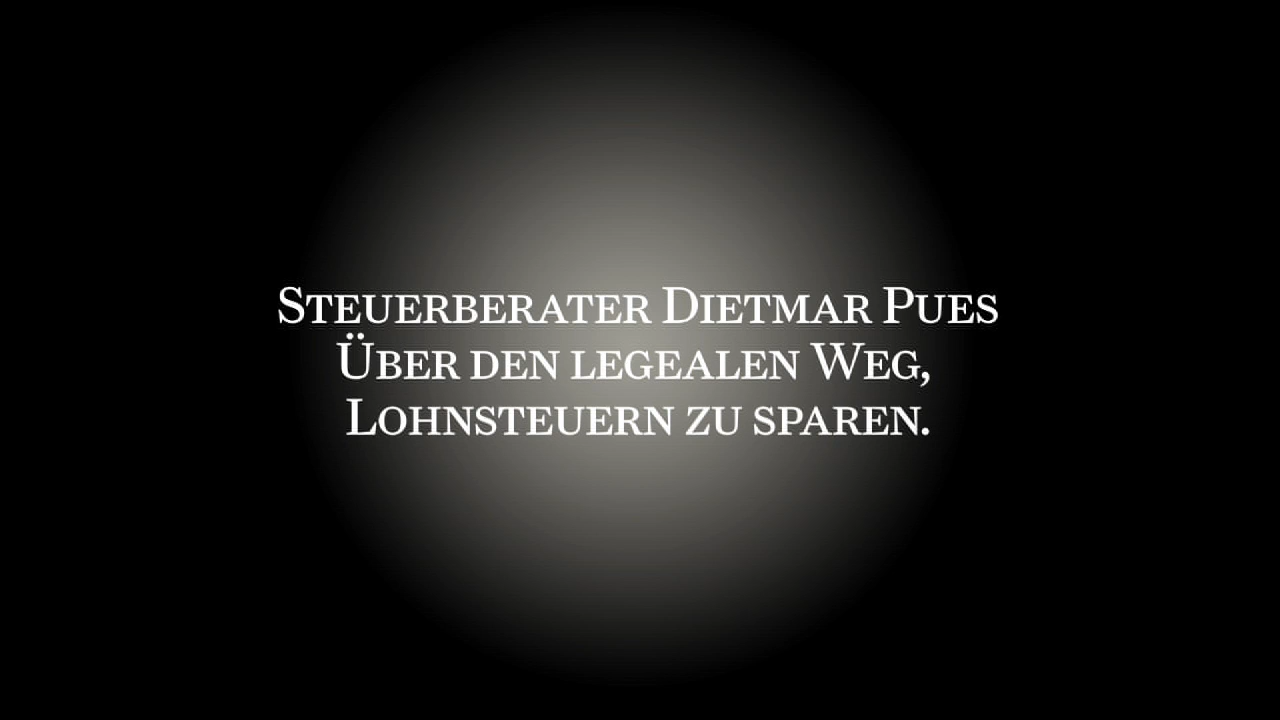 Steuerberater Dietmar Pues
Über den legealen Weg,
Lohnsteuern zu sparen.